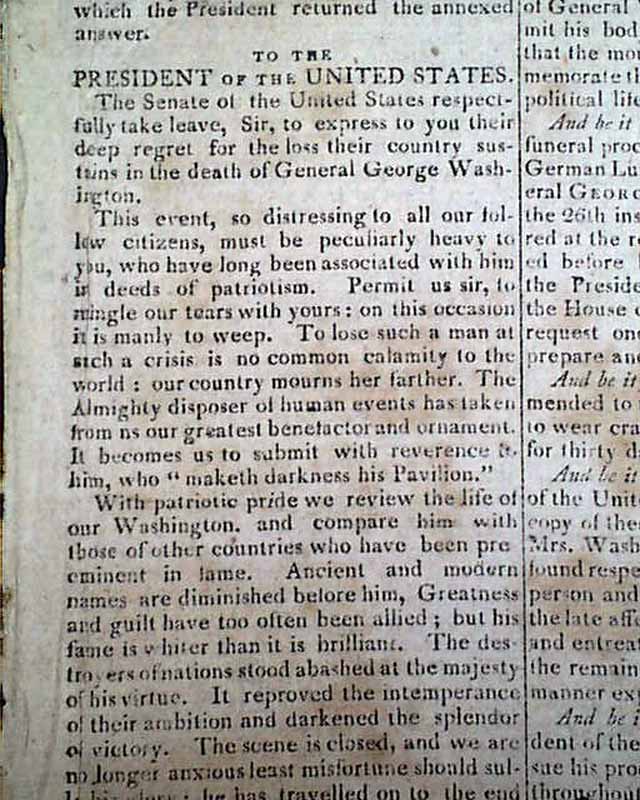 which the President returned the annexed
answer.
TO THE
PRESIDENT OF THE UNITED STATES.
The Senate of the United States respect-
fully take leave, Sir, to express to you their
deep regret for the loss their country sus-
tains in the death of General George Wash-
ington.
This event, so distressing to all our fel-
low citizens, must be peculiarly heavy to
you, who have long been associated with him
in deeds of patriotism. Permit us sir, to
mingle our tears with yours: on this occasion
it is manly to weep. To lose such a man at
such a crisis is no common calamity to the
world : our country mourns her farther. The
Almighty disposer of human events has taken
from ns our greatest benefactor and ornament.
It becomes us to submit with reverence to
him, who "maketh darkness his Pavilion."
With patriotic pride we review the life of
our Washington. and compare him with
those of other countries who have been pre
eminent in fame. Ancient and modern
names are diminished before him, Greatness
and guilt have too often been allied ; but his
fame is whiter than it is brilliant. The des-
troyers of nations stood abashed at the majesty
of his virtue. It reproved the intemperance
of their ambition and darkened the splendor
of victory. The scene is closed, and we are
no longer anxious least misfortune should sul-
his glory: he has travelled on to the end
of General
mit his bod
that the mo
memorate th
political life
And be it
funeral proc
German Lu
eral GEORG
the 26th ins
red at the r
ed before
the Preside
the House o
request one
prepare and
And be it
mended to
to wear cra
for thirty d
And be it
of the Unit
copy of the
Mrs. Wash
found respe
person and
the late affe
and entreat
the remain
manner ex
And be it
dent of the
sue his pro
throughout